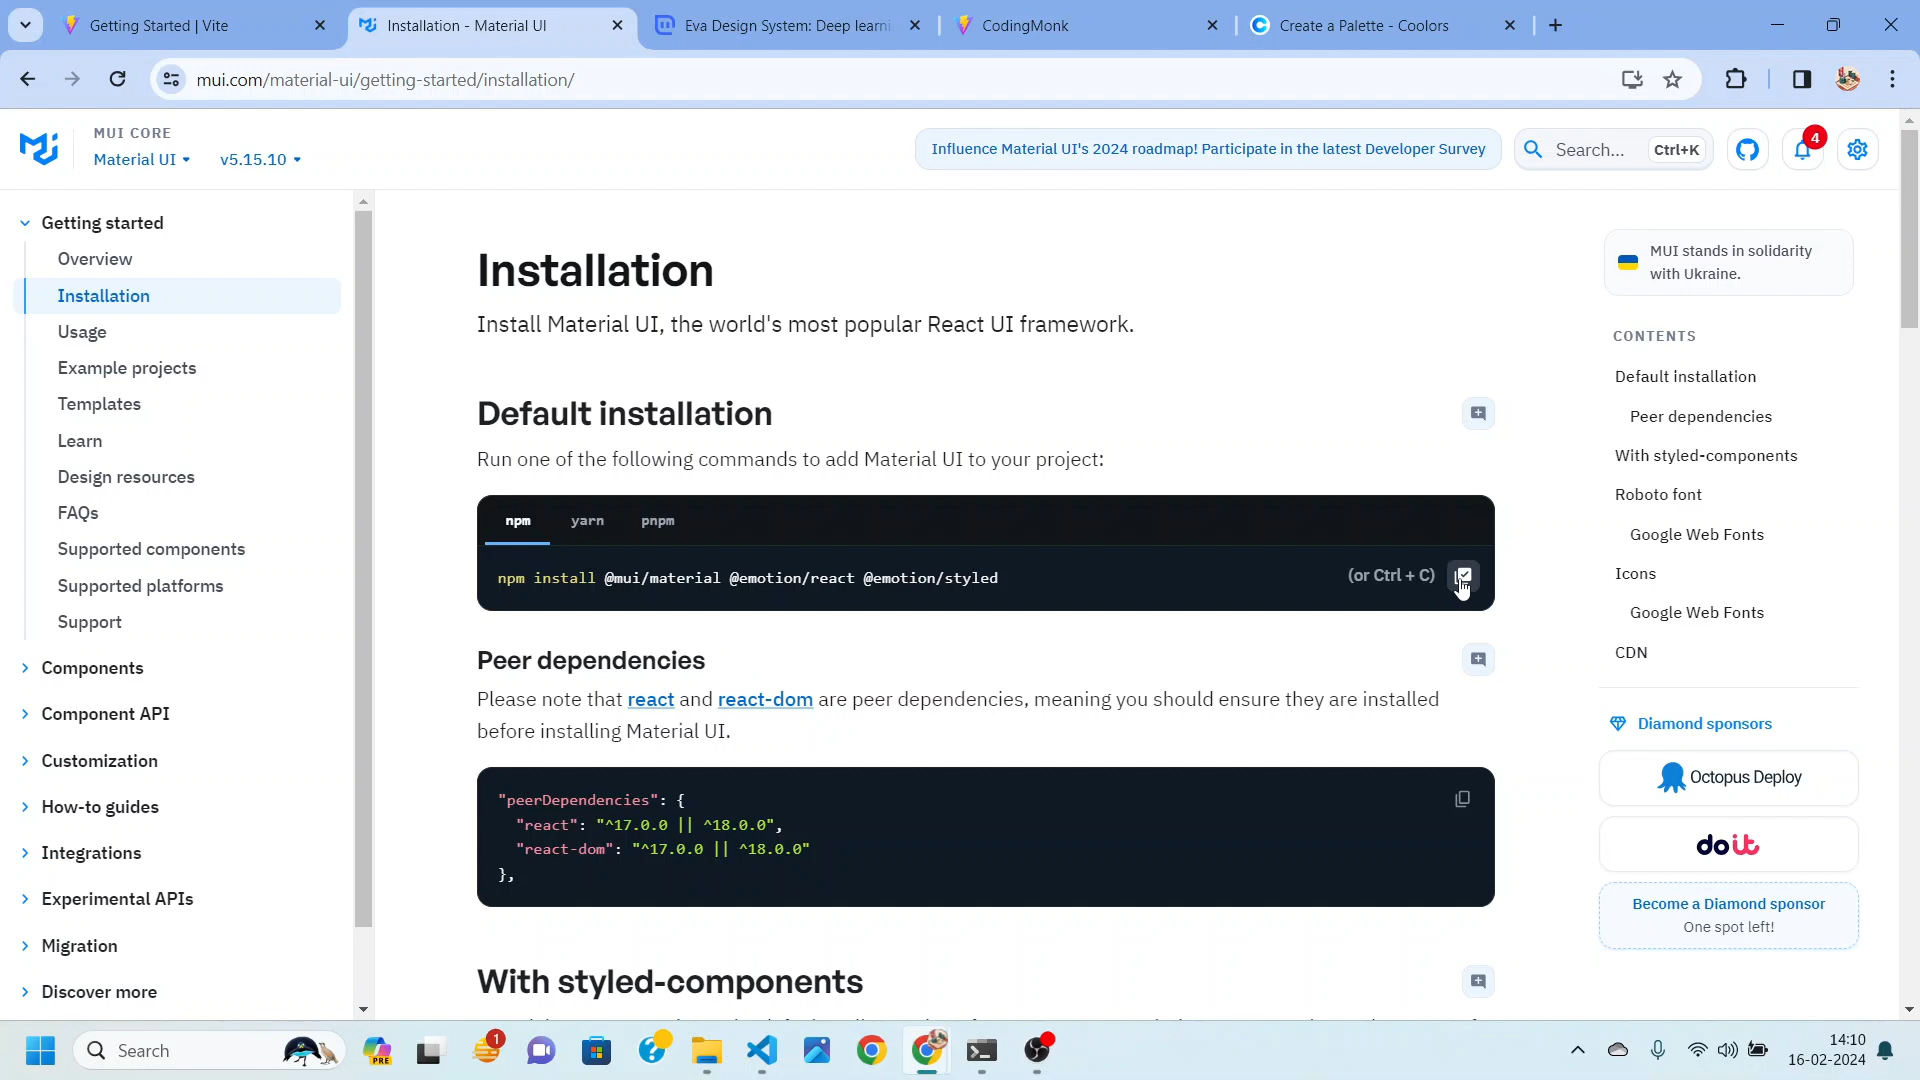 Getting Started | Vite
Installation - Material UI
Eva Design System: Deep learni
CodingMonk
Create a Palette - Coolors
mui.com/material-ui/getting-started/installation/
MUI CORE
Material UI
v5.15.10
Influence Material UI's 2024 roadmap! Participate in the latest Developer Survey
Search...
Ctrl+K
4
Getting started
Overview
Installation
Usage
Example projects
Templates
Learn
Design resources
FAQs
Supported components
Supported platforms
Support
Components
Component API
Customization
How-to guides
Integrations
Experimental APIs
Migration
Discover more
Installation
Install Material UI, the world's most popular React UI framework.
Default installation
Run one of the following commands to add Material UI to your project:
npm yarn pnpm
npm install @mui/material @emotion/react @emotion/styled
(or Ctrl + C)
Peer dependencies
Please note that react and react-dom are peer dependencies, meaning you should ensure they are installed
before installing Material UI.
"peerDependencies": {
"react": "^17.0.0 || ^18.0.0",
"react-dom": "^17.0.0 || ^18.0.0"
},
With styled-components
MUI stands in solidarity
with Ukraine.
CONTENTS
Default installation
Peer dependencies
With styled-components
Roboto font
Google Web Fonts
Icons
Google Web Fonts
CDN
Diamond sponsors
Octopus Deploy
doit
Become a Diamond sponsor
One spot left!
Search
PRE
1
14:10
16-02-2024